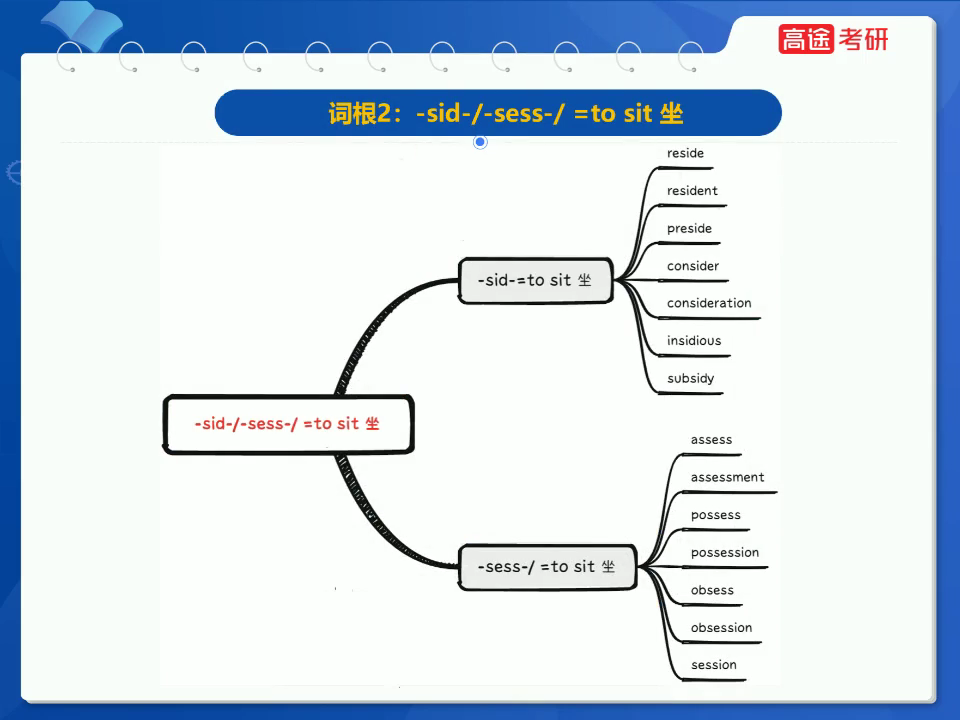 高途考研
词根2：-sid-/-sess-/ =to sit 坐
reside
resident
preside
-sid-=to sit 坐
consider
consideration
insidious
subsidy
-sid-/-sess-/ =to sit 坐
assess
assessment
possess
possession
-sess-/ =to sit 坐
obsess
obsession
session